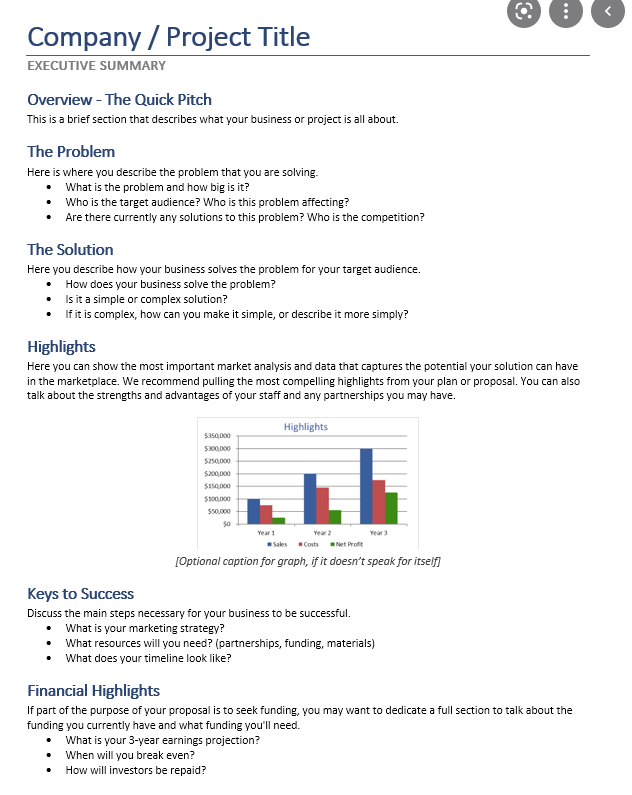 Company / Project Title
EXECUTIVE SUMMARY
Overview - The Quick Pitch
This is a brief section that describes what your business or project is all about.
The Problem
Here is where you describe the problem that you are solving.
• What is the problem and how big is it?
• Who is the target audience? Who is this problem affecting?
• Are there currently any solutions to this problem? Who is the competition?
The Solution
Here you describe how your business solves the problem for your target audience.
• How does your business solve the problem?
• Is it a simple or complex solution?
• If it is complex, how can you make it simple, or describe it more simply?
Highlights
Here you can show the most important market analysis and data that captures the potential your solution can have
in the marketplace. We recommend pulling the most compelling highlights from your plan or proposal. You can also
talk about the strengths and advantages of your staff and any partnerships you may have.
Highlights
$350,000
$300,000
$250,000
$200,000
$150,000
$100,000
$50,000
$0
Year 1 Year 2 Year 3
Sales Costs Net Profit
[Optional caption for graph, if it doesn't speak for itself]
Keys to Success
Discuss the main steps necessary for your business to be successful.
• What is your marketing strategy?
• What resources will you need? (partnerships, funding, materials)
• What does your timeline look like?
Financial Highlights
If part of the purpose of your proposal is to seek funding, you may want to dedicate a full section to talk about the
funding you currently have and what funding you'll need.
• What is your 3-year earnings projection?
• When will you break even?
• How will investors be repaid?